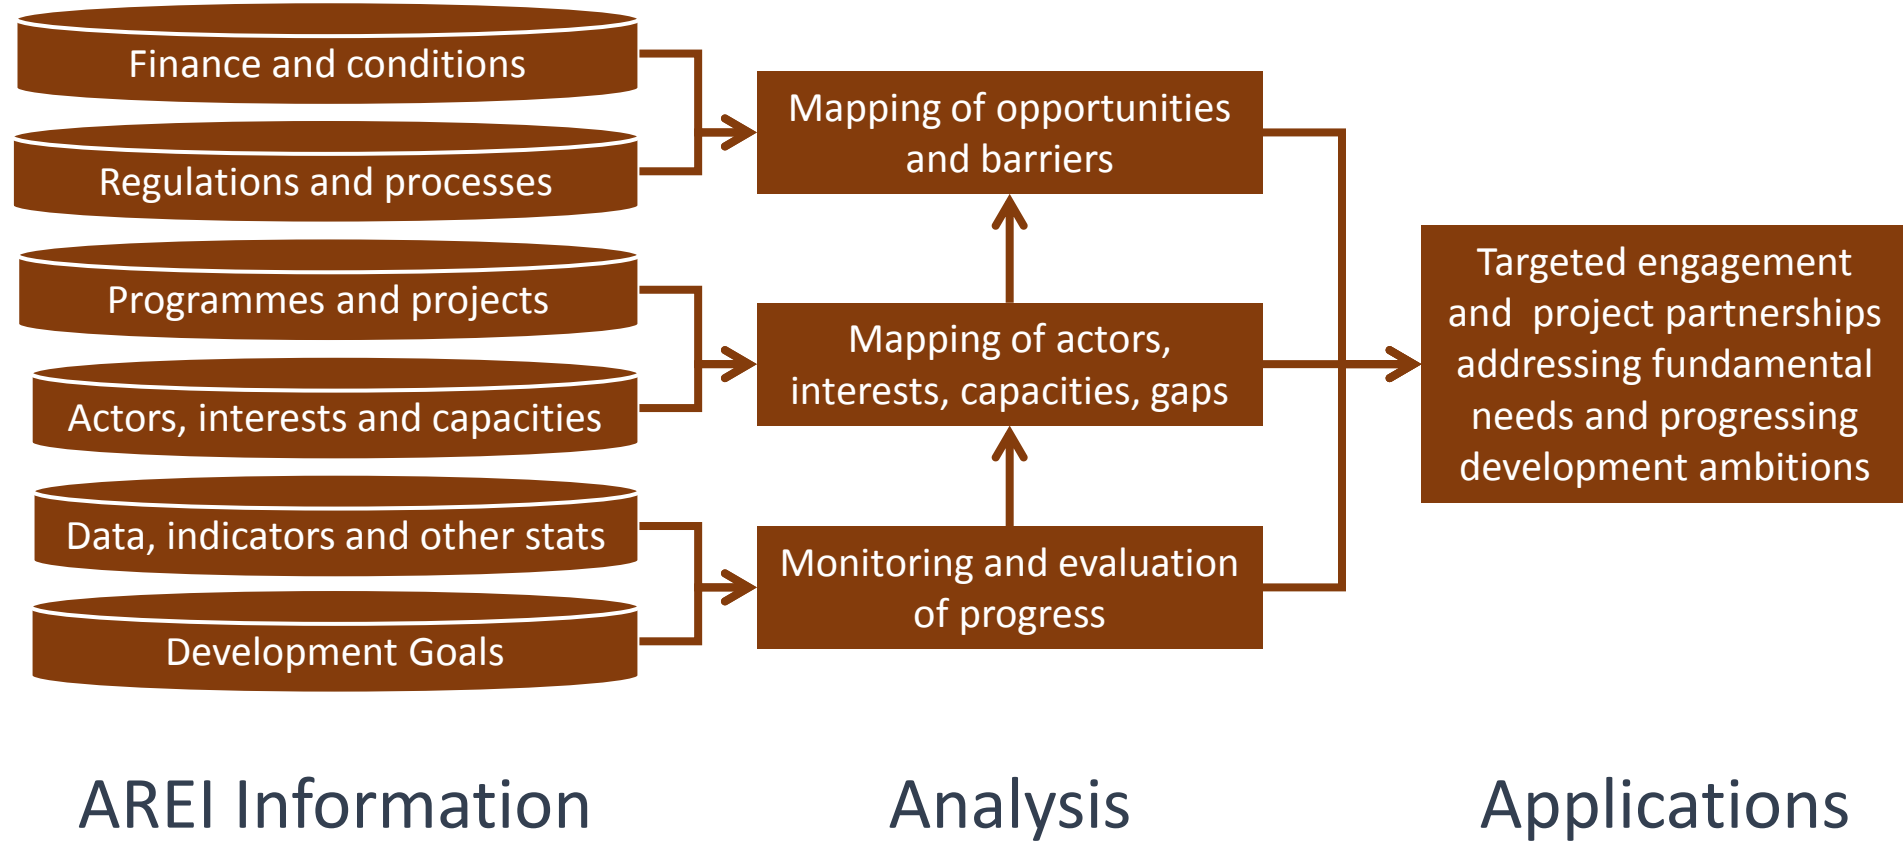 Finance and conditions
Regulations and processes
Programmes and projects
Actors, interests and capacities
Data, indicators and other stats
Development Goals
Mapping of opportunities
and barriers
Mapping of actors,
interests, capacities, gaps
Monitoring and evaluation
of progress
Targeted engagement
and project partnerships
addressing fundamental
needs and progressing
development ambitions
AREI Information
Analysis
Applications